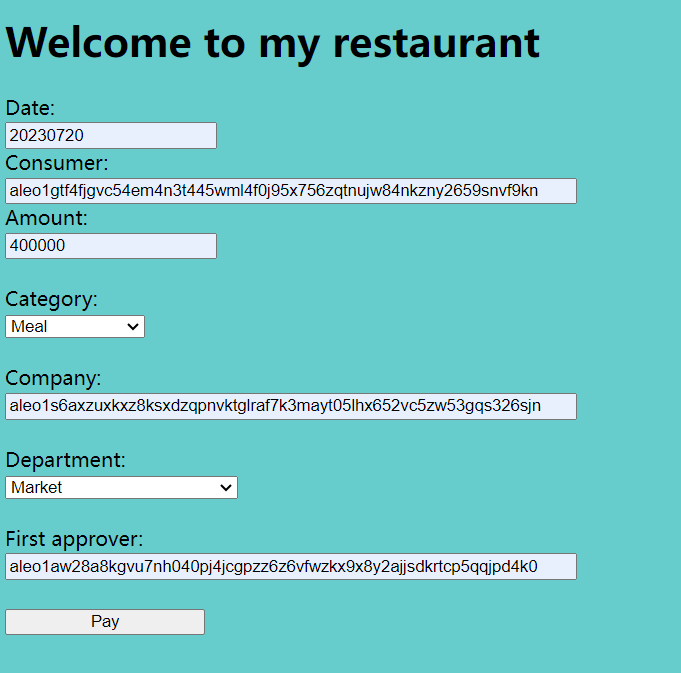 Welcome to my restaurant
Date:
20230720
Consumer:
aleo1gtf4fjgvc54em4n3t445wml4f0j95x756zqtnujw84nkzny2659snvf9kn
Amount:
400000
Category:
Meal
Company:
aleo1s6axzuxkxz8ksxdzqpnvktglraf7k3mayt05lhx652vc5zw53gqs326sjn
Department:
Market
First approver:
aleo1aw28a8kgvu7nh040pj4jcgpzz6z6vfwzkx9x8y2ajjsdkrtcp5qqjpd4k0
Pay